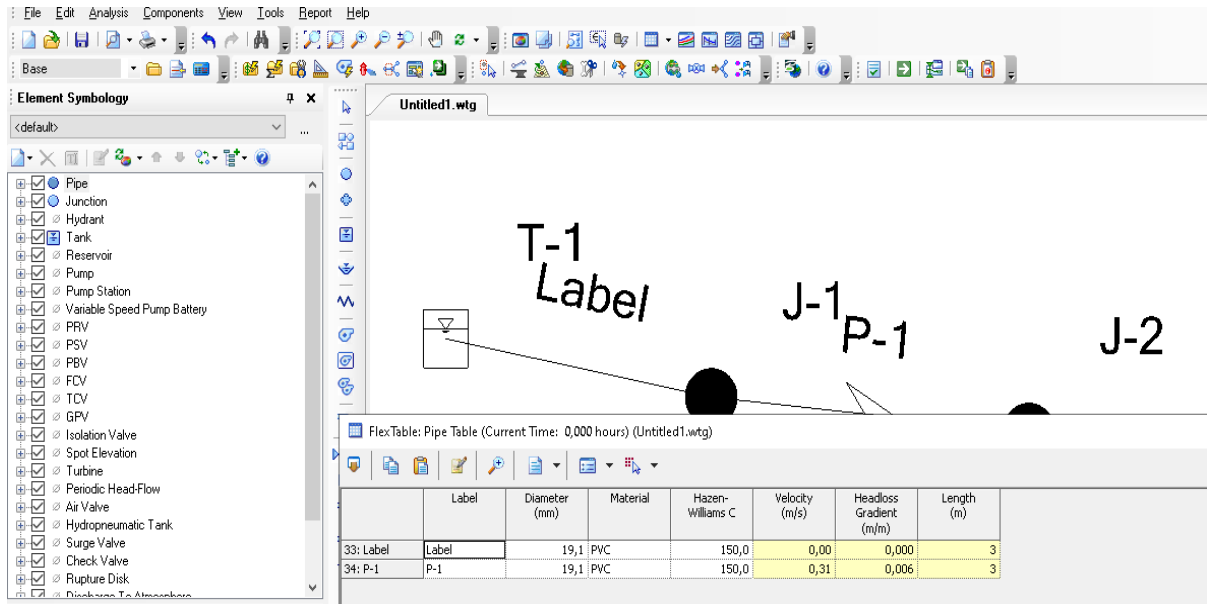 File Edit Analysis Components View Tools Report Help
Base
Element Symbology
<default>
...
Pipe
Junction
Hydrant
Tank
Reservoir
Pump
Pump Station
Variable Speed Pump Battery
PRV
PSV
PBV
FCV
TCV
GPV
Isolation Valve
Spot Elevation
Turbine
Periodic Head-Flow
Air Valve
Hydropneumatic Tank
Surge Valve
Check Valve
Rupture Disk
Discharge To Atmosphere
Untitled1.wtg
T-1
Label
J-1
P-1
J-2
FlexTable: Pipe Table (Current Time: 0,000 hours) (Untitled1.wtg)
Label Diameter (mm) Material Hazen-Williams C Velocity (m/s) Headloss Gradient (m/m) Length (m)
33: Label Label 19,1 PVC 150,0 0,00 0,000 3
34: P-1 P-1 19,1 PVC 150,0 0,31 0,006 3